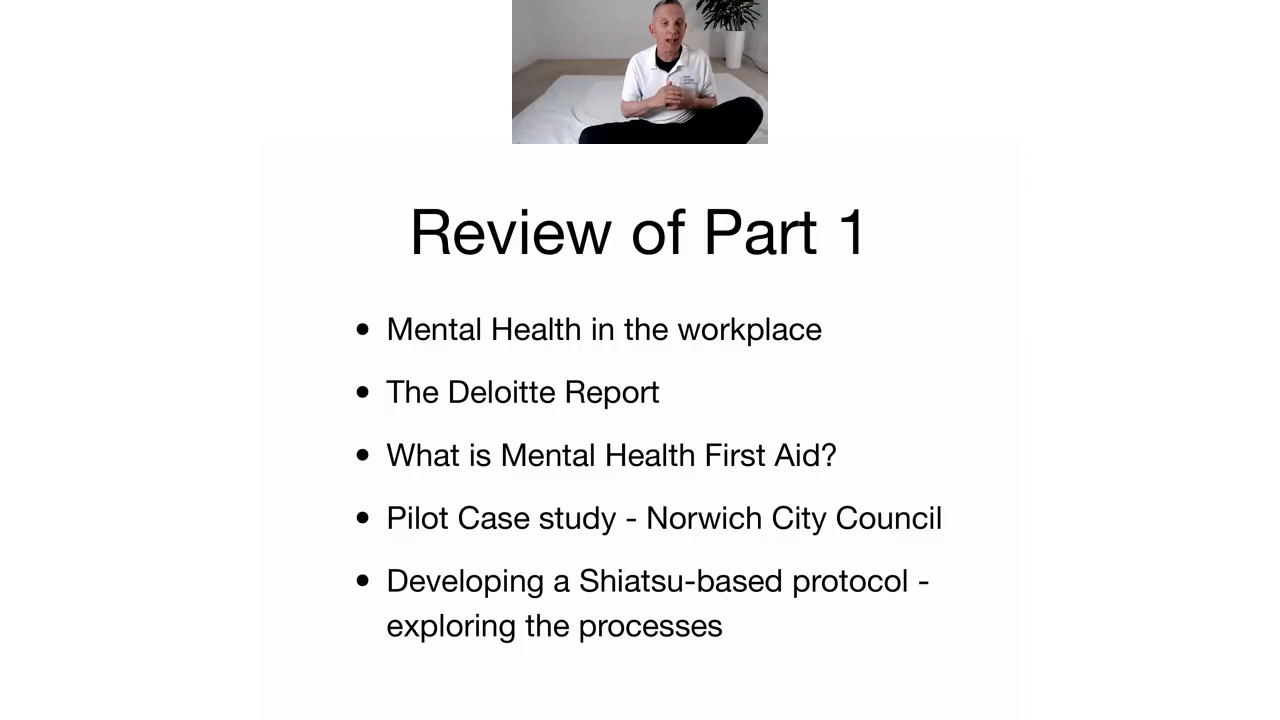 Review of Part 1
• Mental Health in the workplace
• The Deloitte Report
• What is Mental Health First Aid?
• Pilot Case study - Norwich City Council
• Developing a Shiatsu-based protocol -
exploring the processes